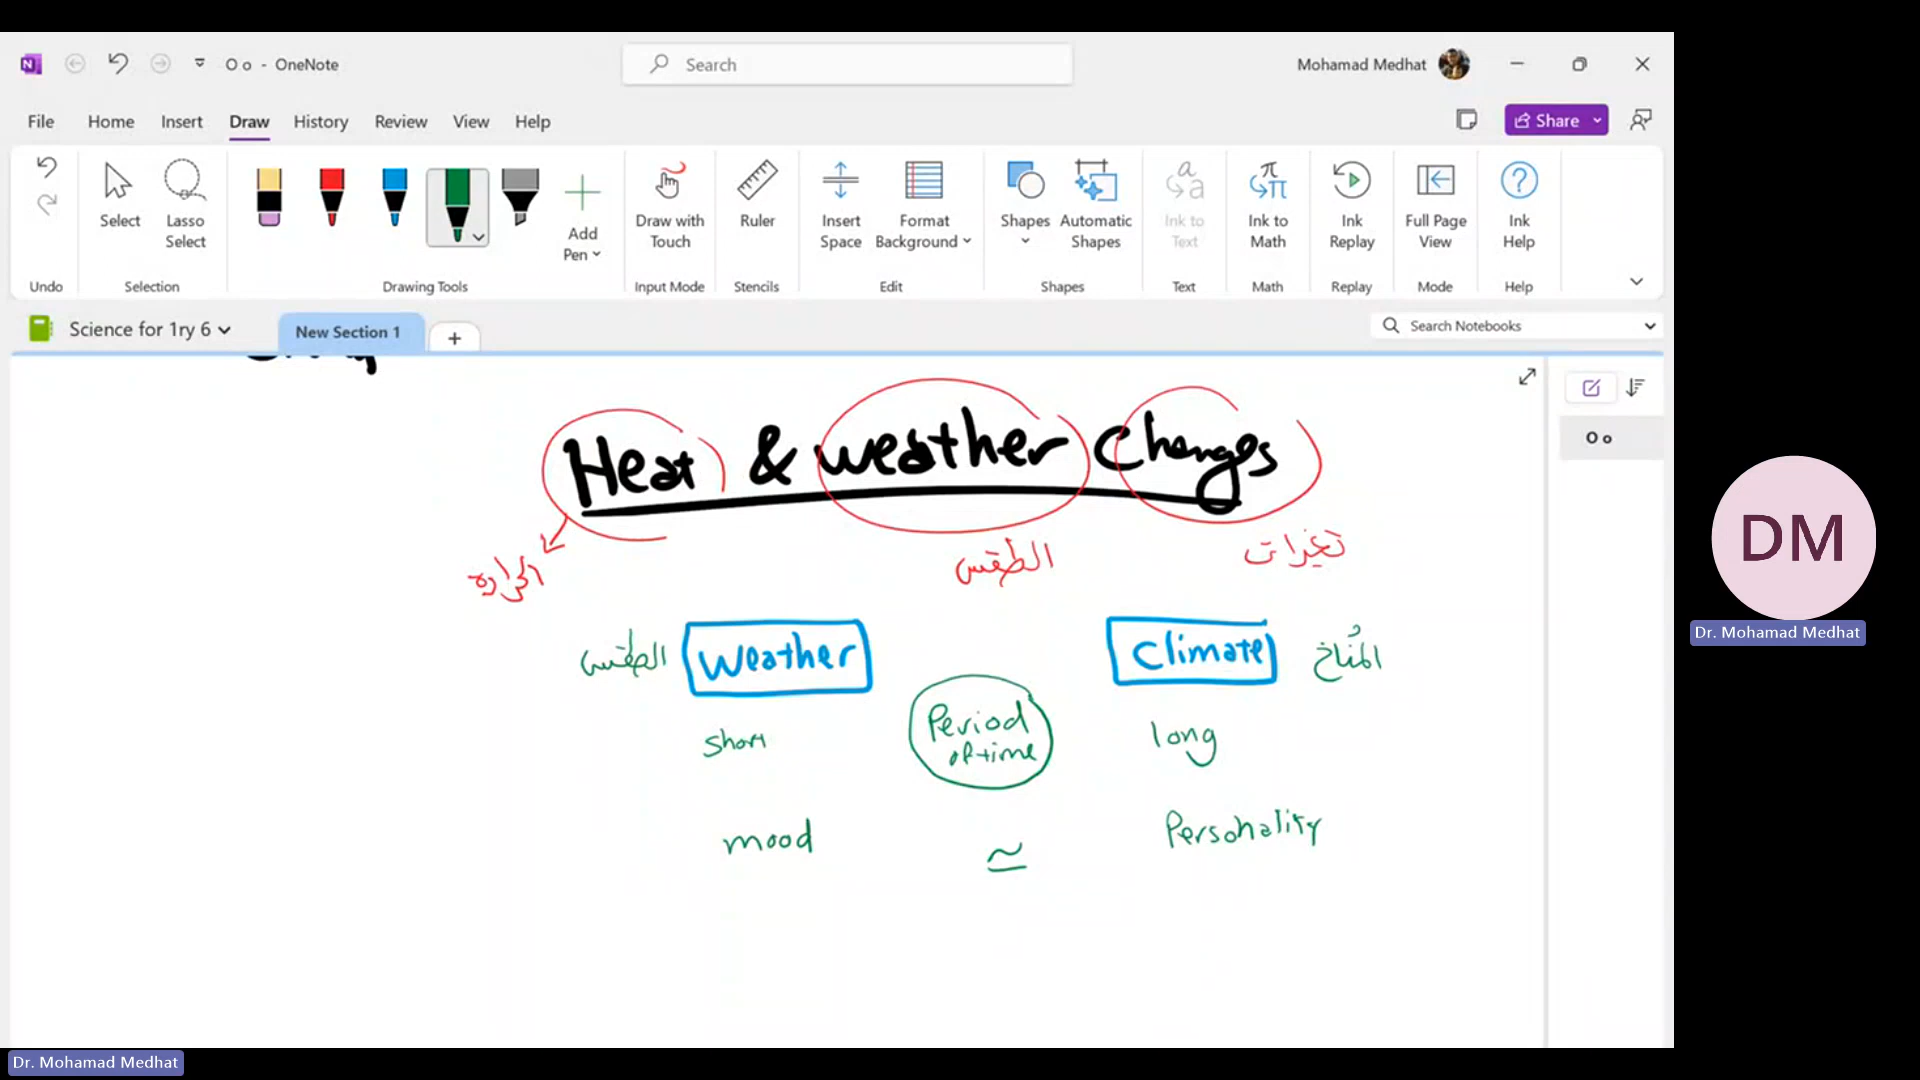 O o - OneNote
Search
Mohamad Medhat
File Home Insert Draw History Review View Help
Share
Select
Lasso Select
Add Pen
Draw with Touch
Ruler
Insert Space
Format Background
Shapes
Automatic Shapes
Ink to Text
Ink to Math
Ink Replay
Full Page View
Ink Help
Undo Selection Drawing Tools Input Mode Stencils Edit Shapes Text Math Replay Mode Help
Science for 1ry 6
New Section 1
Search Notebooks
O o
Heat & weather Changes
الحرارة
الطقس
تغيرات
الطقس
Weather
Climate
المُناخ
short
Period of time
long
mood
≃
Personality
DM
Dr. Mohamad Medhat
Dr. Mohamad Medhat